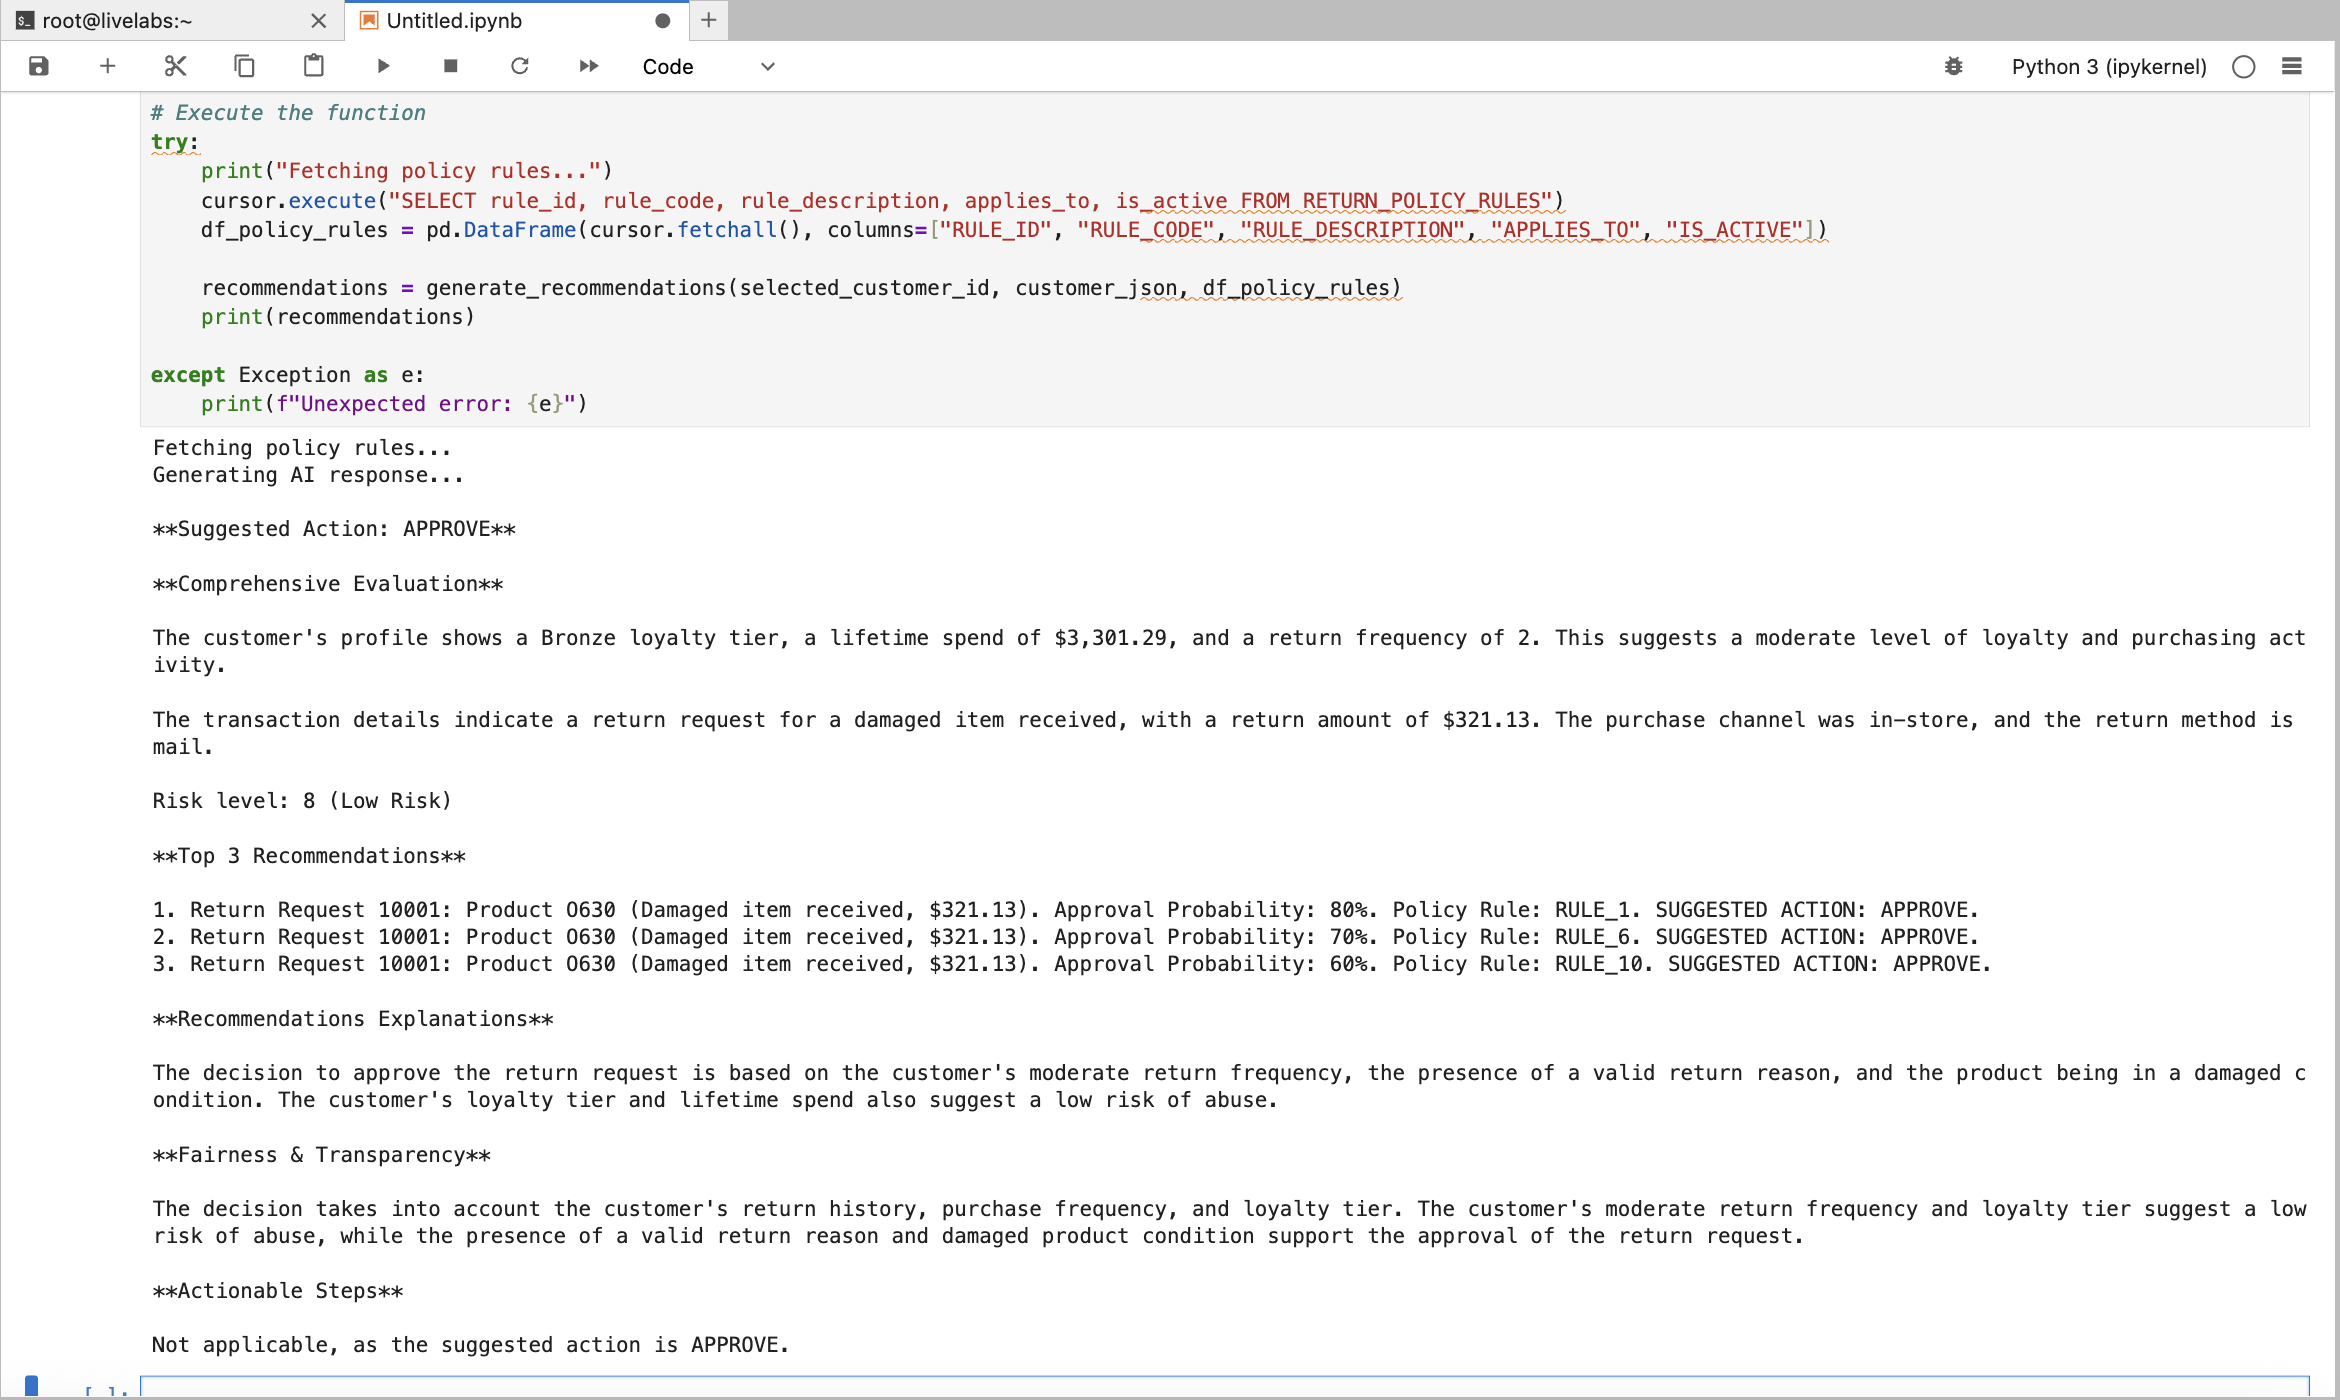 root@livelabs:~
Untitled.ipynb
Code
Python 3 (ipykernel)
# Execute the function
try:
    print("Fetching policy rules...")
    cursor.execute("SELECT rule_id, rule_code, rule_description, applies_to, is_active FROM RETURN_POLICY_RULES")
    df_policy_rules = pd.DataFrame(cursor.fetchall(), columns=["RULE_ID", "RULE_CODE", "RULE_DESCRIPTION", "APPLIES_TO", "IS_ACTIVE"])
    recommendations = generate_recommendations(selected_customer_id, customer_json, df_policy_rules)
    print(recommendations)
except Exception as e:
    print(f"Unexpected error: {e}")
Fetching policy rules...
Generating AI response...
**Suggested Action: APPROVE**
**Comprehensive Evaluation**
The customer's profile shows a Bronze loyalty tier, a lifetime spend of $3,301.29, and a return frequency of 2. This suggests a moderate level of loyalty and purchasing act
ivity.
The transaction details indicate a return request for a damaged item received, with a return amount of $321.13. The purchase channel was in-store, and the return method is
mail.
Risk level: 8 (Low Risk)
**Top 3 Recommendations**
1. Return Request 10001: Product O630 (Damaged item received, $321.13). Approval Probability: 80%. Policy Rule: RULE_1. SUGGESTED ACTION: APPROVE.
2. Return Request 10001: Product O630 (Damaged item received, $321.13). Approval Probability: 70%. Policy Rule: RULE_6. SUGGESTED ACTION: APPROVE.
3. Return Request 10001: Product O630 (Damaged item received, $321.13). Approval Probability: 60%. Policy Rule: RULE_10. SUGGESTED ACTION: APPROVE.
**Recommendations Explanations**
The decision to approve the return request is based on the customer's moderate return frequency, the presence of a valid return reason, and the product being in a damaged c
ondition. The customer's loyalty tier and lifetime spend also suggest a low risk of abuse.
**Fairness & Transparency**
The decision takes into account the customer's return history, purchase frequency, and loyalty tier. The customer's moderate return frequency and loyalty tier suggest a low
risk of abuse, while the presence of a valid return reason and damaged product condition support the approval of the return request.
**Actionable Steps**
Not applicable, as the suggested action is APPROVE.
[ ]: